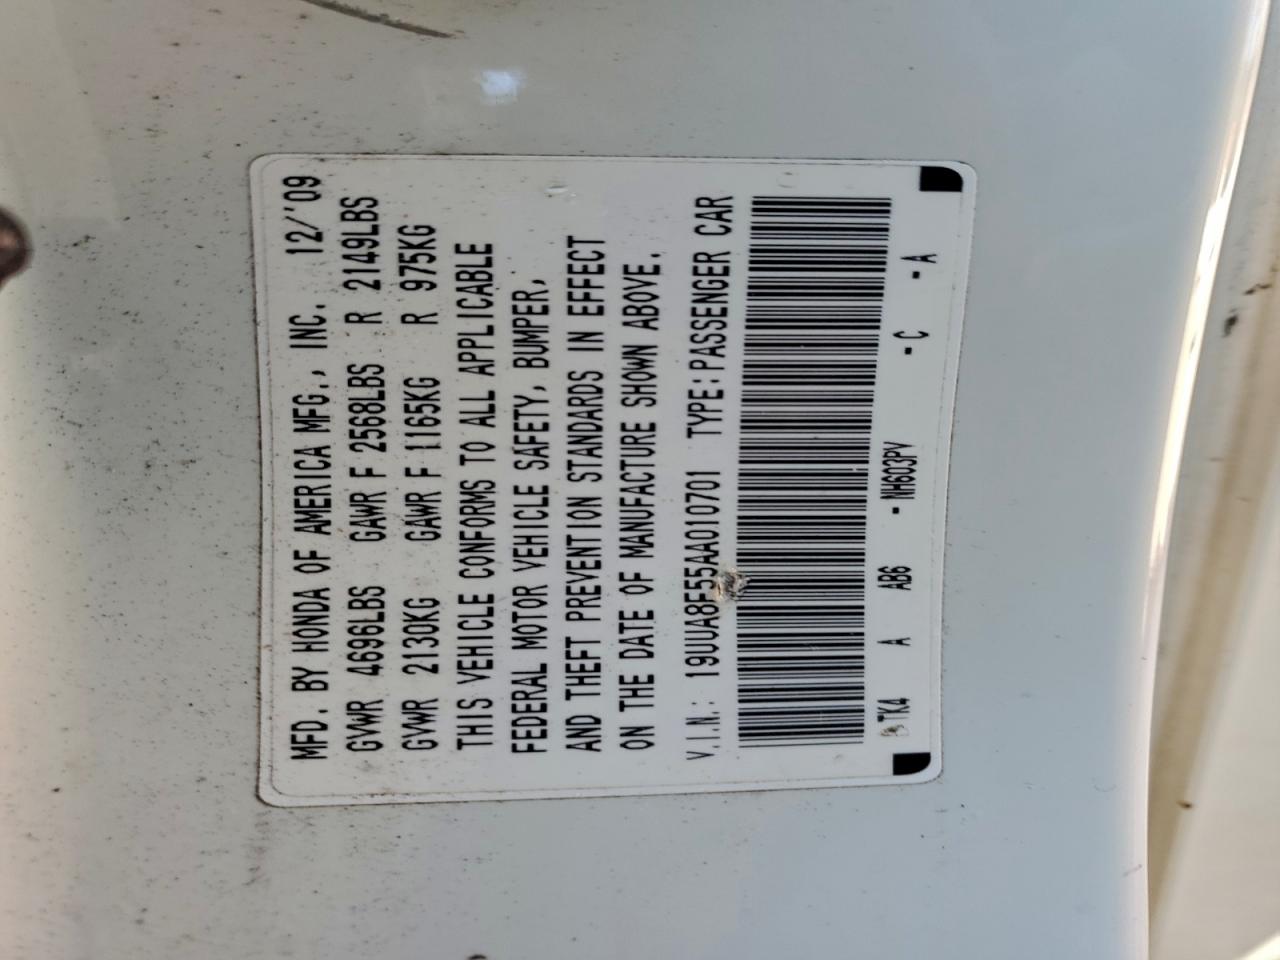 MFD. BY HONDA OF AMERICA MFG., INC. 12/'09
GVWR 4696LBS GAWR F 2568LBS R 2149LBS
GVWR 2130KG GAWR F 1165KG R 975KG
THIS VEHICLE CONFORMS TO ALL APPLICABLE
FEDERAL MOTOR VEHICLE SAFETY, BUMPER,
AND THEFT PREVENTION STANDARDS IN EFFECT
ON THE DATE OF MANUFACTURE SHOWN ABOVE.
V.I.N.: 19UUA8F55AA010701 TYPE: PASSENGER CAR
TK4 A AB6 -NH603PV -C -A